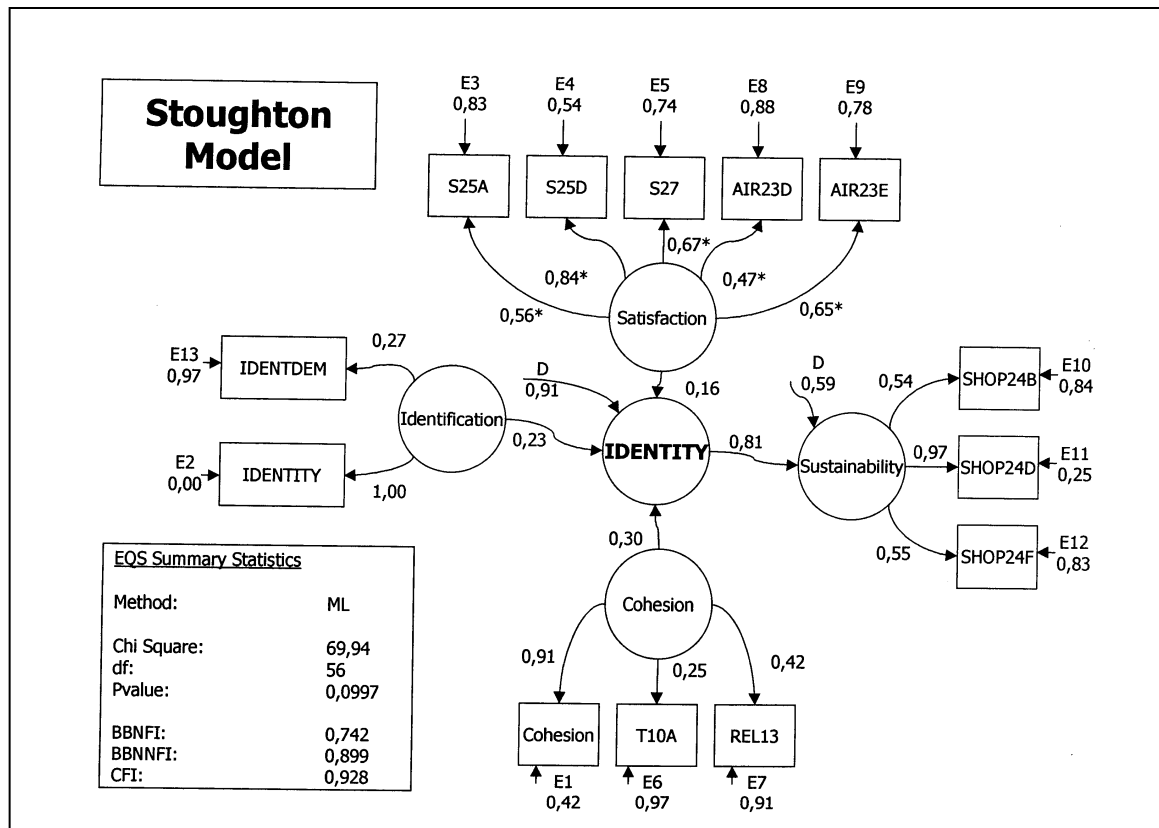 Stoughton
Model
E3
0,83
E4
0,54
E5
0,74
E8
0,88
E9
0,78
S25A
S25D
S27
AIR23D
AIR23E
0,56*
0,84*
0,67*
0,47*
0,65*
Satisfaction
0,16
E13
0,97
IDENTDEM
0,27
E2
0,00
IDENTITY
1,00
Identification
0,23
D
0,91
IDENTITY
0,81
D
0,59
Sustainability
0,54
SHOP24B
E10
0,84
0,97
SHOP24D
E11
0,25
0,55
SHOP24F
E12
0,83
0,30
Cohesion
0,91
0,25
0,42
Cohesion
T10A
REL13
E1
0,42
E6
0,97
E7
0,91
EQS Summary Statistics
Method: ML
Chi Square: 69,94
df: 56
Pvalue: 0,0997
BBNFI: 0,742
BBNNFI: 0,899
CFI: 0,928